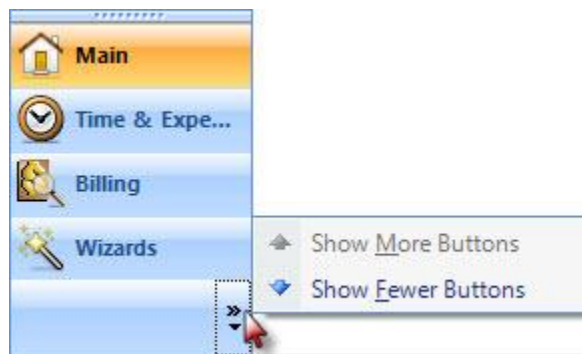 Main
Time & Expe...
Billing
Wizards
Show More Buttons
Show Fewer Buttons